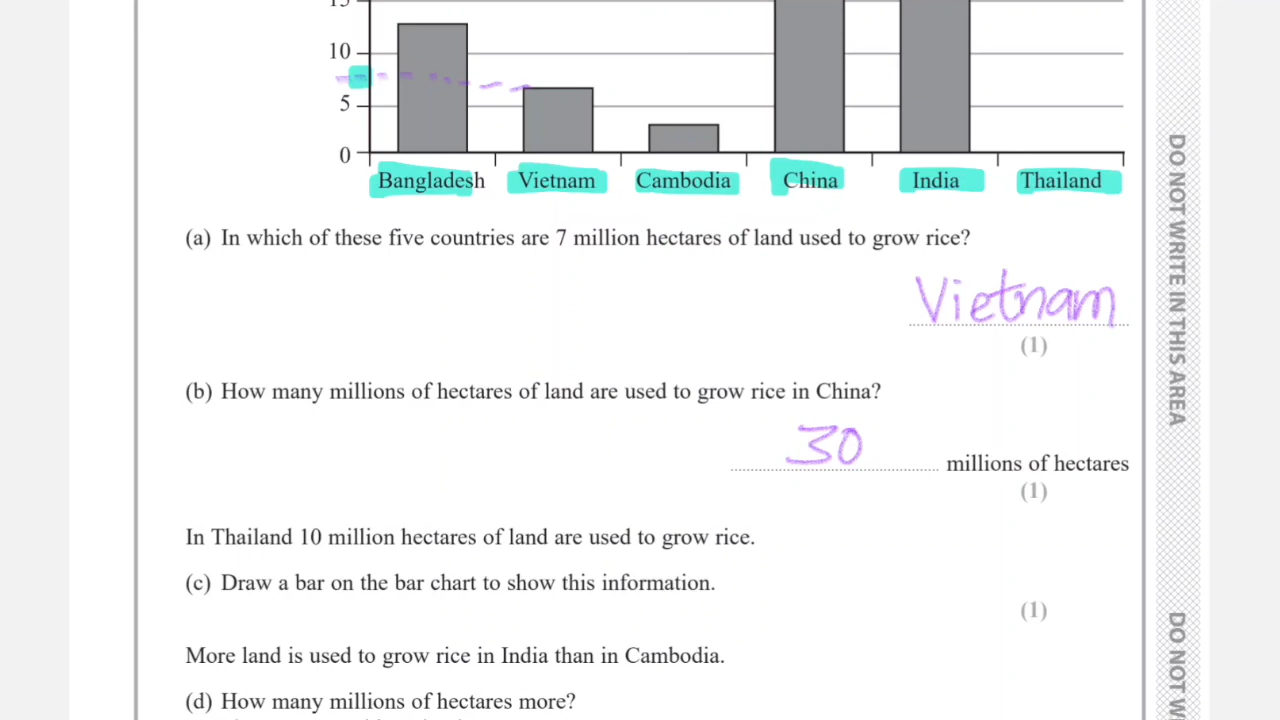 15
10
5
0
Bangladesh Vietnam Cambodia China India Thailand
(a) In which of these five countries are 7 million hectares of land used to grow rice?
Vietnam
(1)
(b) How many millions of hectares of land are used to grow rice in China?
30 millions of hectares
(1)
In Thailand 10 million hectares of land are used to grow rice.
(c) Draw a bar on the bar chart to show this information.
(1)
More land is used to grow rice in India than in Cambodia.
(d) How many millions of hectares more?
DO NOT WRITE IN THIS AREA
DO NOT